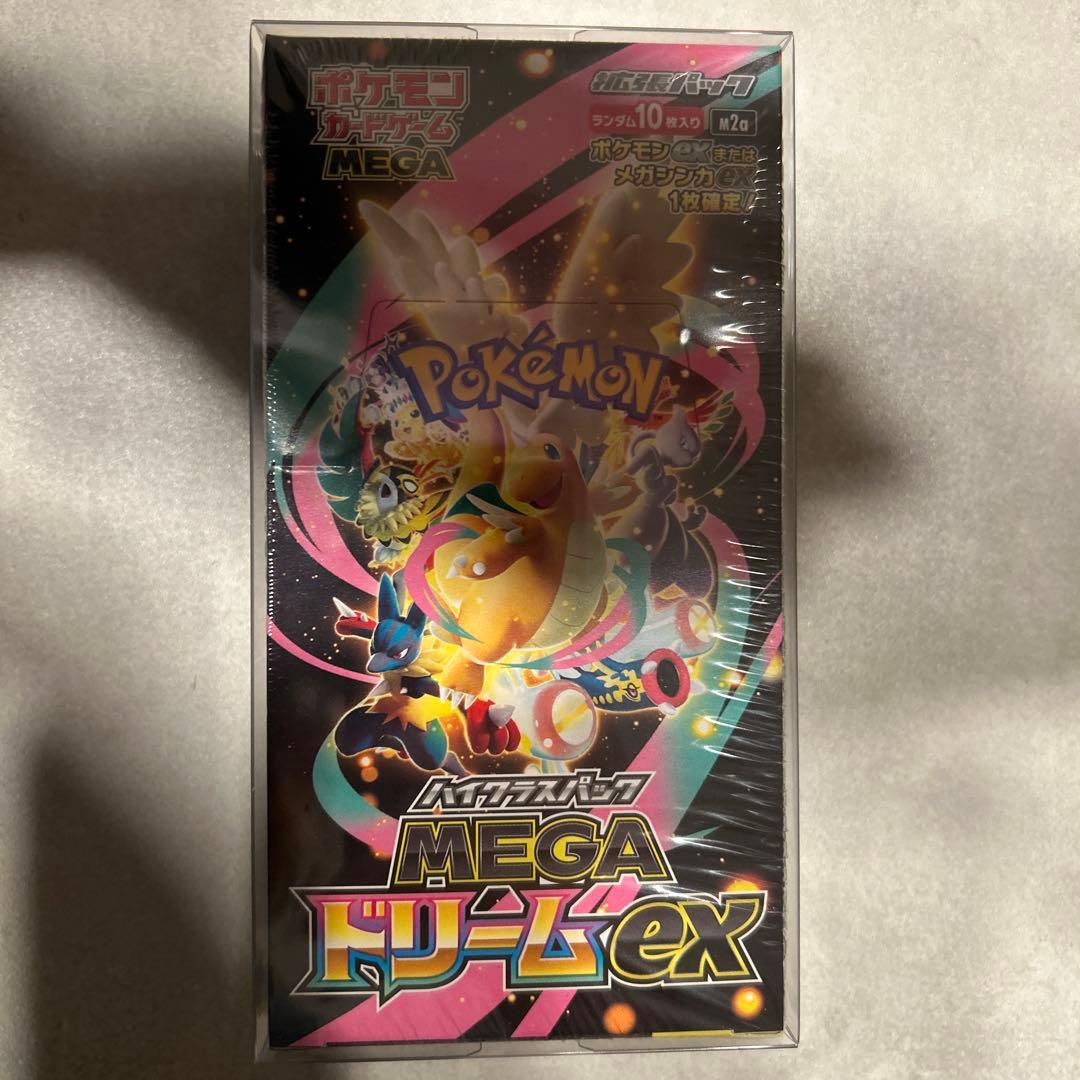 ポケモン
カードゲーム
MEGA
拡張パック
ランダム10枚入り M2a
ポケモンexまたは
メガシンカex
1枚確定!
POKÉMON
TM
ハイクラスパック
MEGA
ドリームex